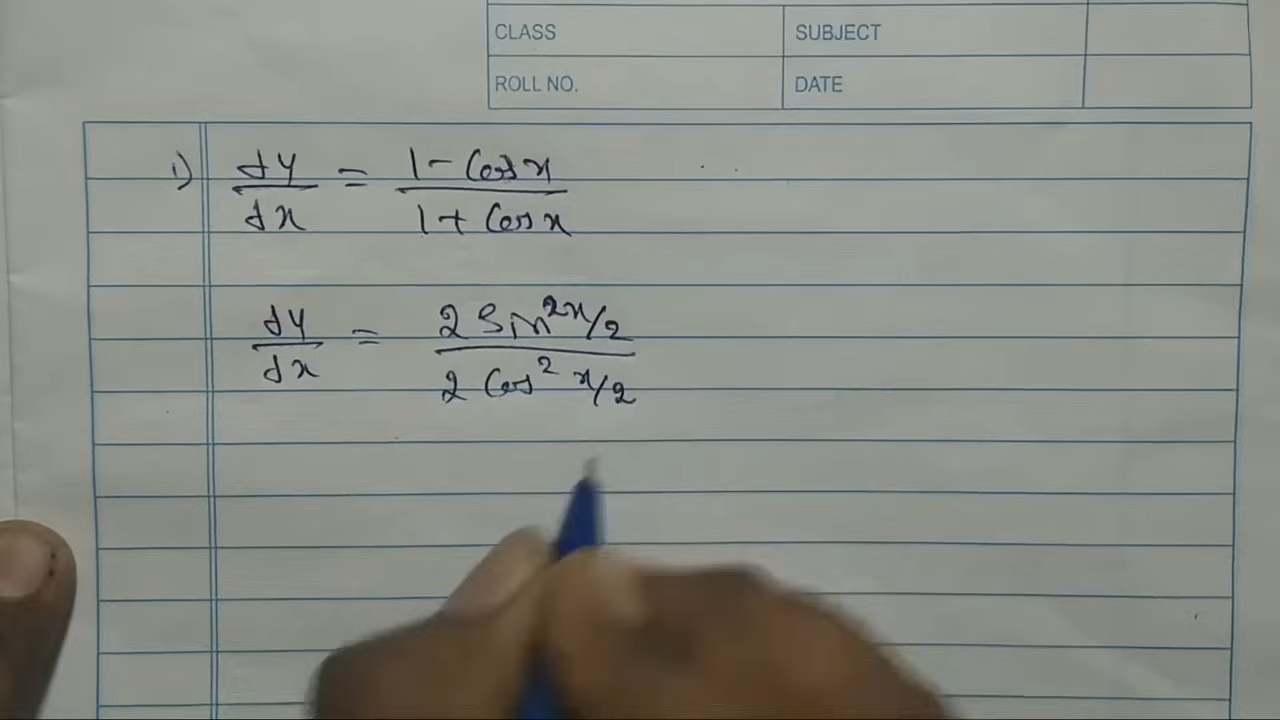 CLASS SUBJECT
ROLL NO. DATE
1) dy/dx = 1 - Cos x / 1 + Cos x
dy/dx = 2 Sin² x/2 / 2 Cos² x/2